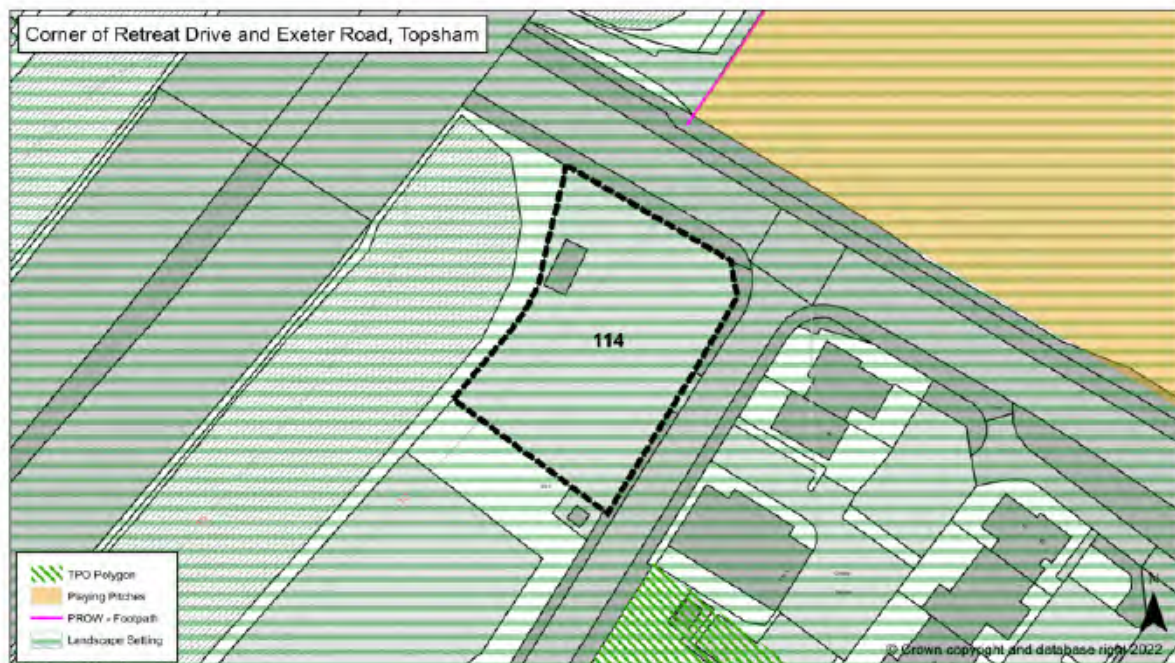 Corner of Retreat Drive and Exeter Road, Topsham
114
TPO Polygon
Playing Pitches
PROW - Footpath
Landscape Setting
N
© Crown copyright and database right 2022